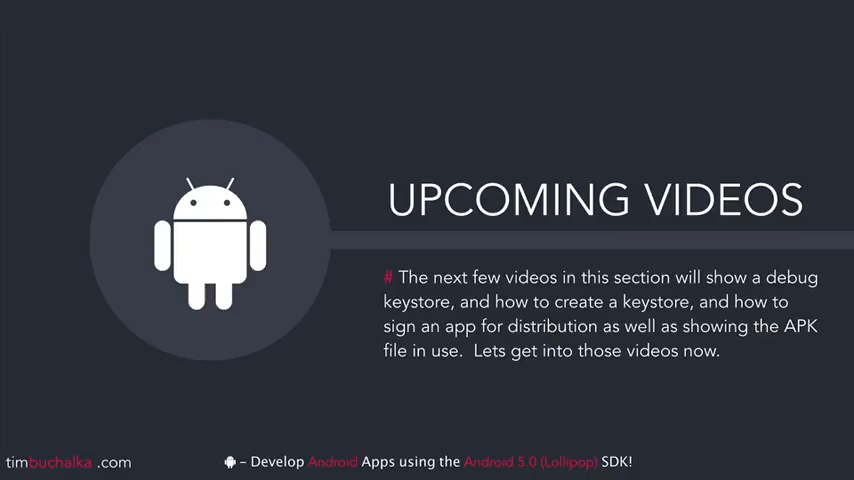 UPCOMING VIDEOS
# The next few videos in this section will show a debug
keystore, and how to create a keystore, and how to
sign an app for distribution as well as showing the APK
file in use.  Lets get into those videos now.
timbuchalka .com
– Develop Android Apps using the Android 5.0 (Lollipop) SDK!